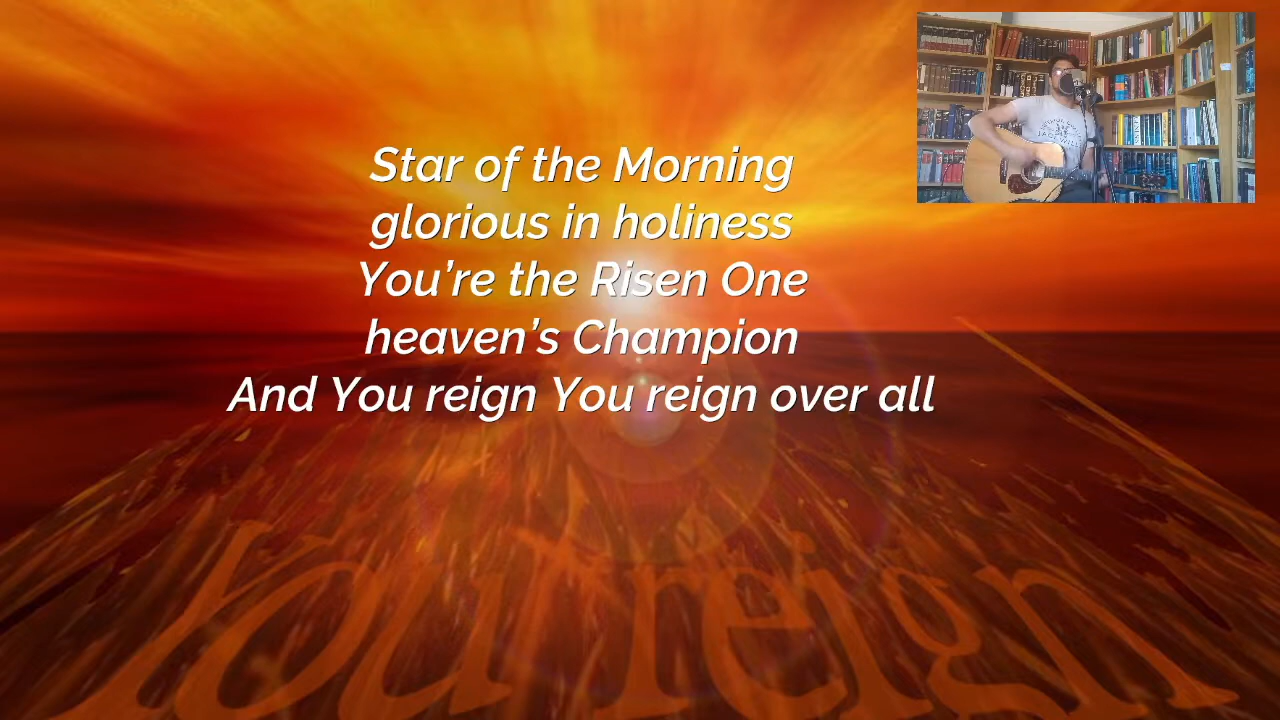 Star of the Morning
glorious in holiness
You're the Risen One
heaven's Champion
And You reign You reign over all
You reign